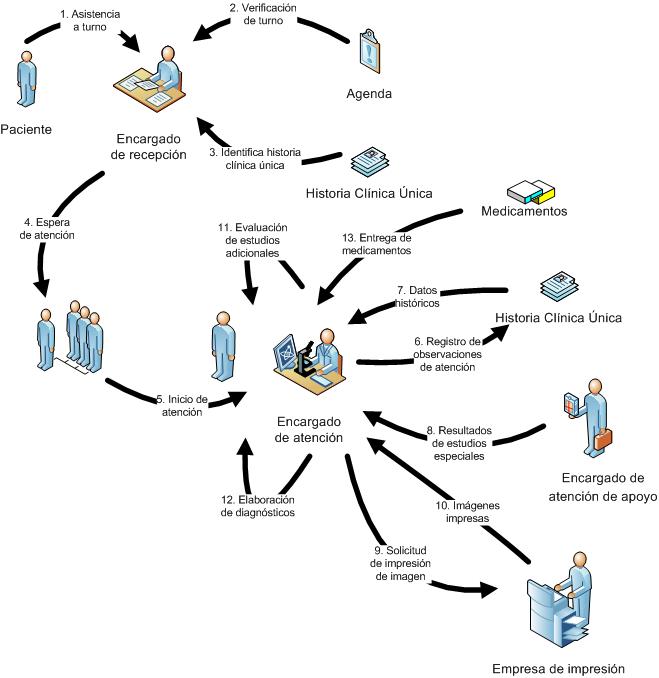 1. Asistencia
a turno
2. Verificación
de turno
Paciente
Encargado
de recepción
Agenda
3. Identifica historia
clínica única
Historia Clínica Única
4. Espera
de atención
11. Evaluación
de estudios
adicionales
13. Entrega de
medicamentos
Medicamentos
7. Datos
históricos
Historia Clínica Única
6. Registro de
observaciones
de atención
5. Inicio de
atención
Encargado
de atención
8. Resultados
de estudios
especiales
Encargado de
atención de apoyo
12. Elaboración
de diagnósticos
10. Imágenes
impresas
9. Solicitud
de impresión
de imagen
Empresa de impresión